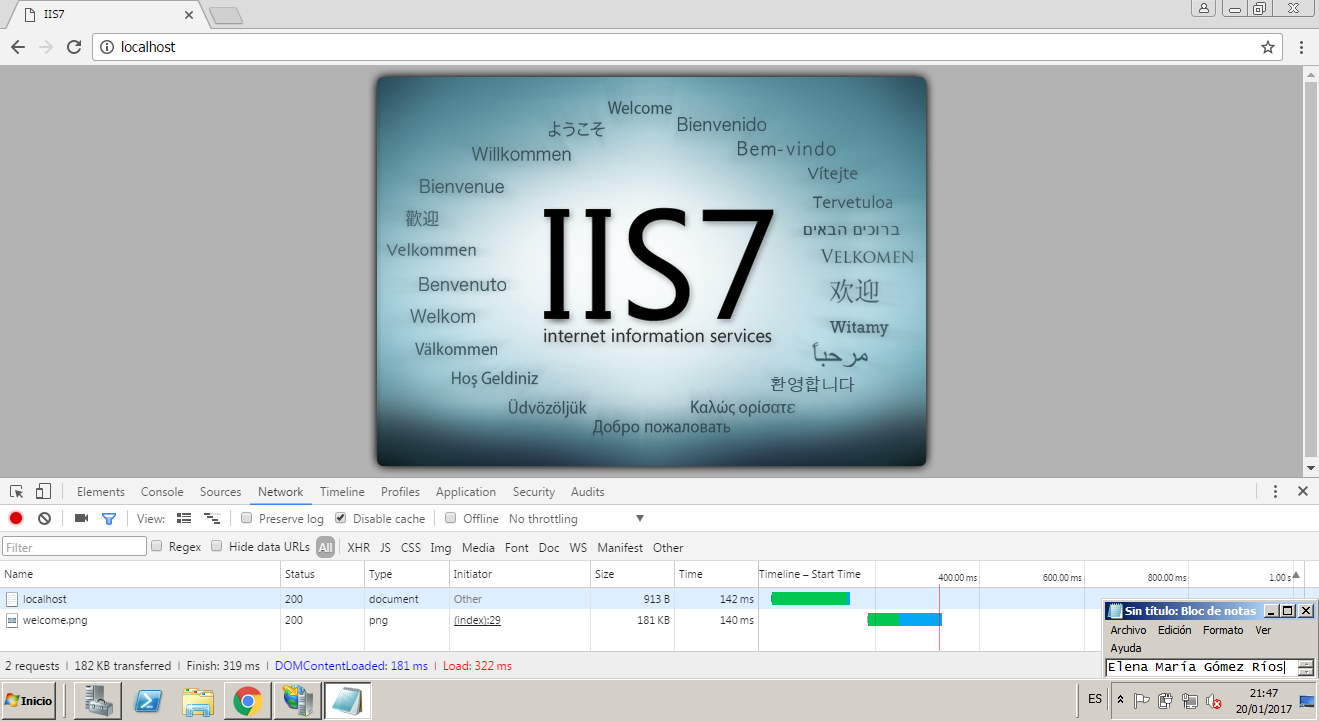 IIS7
localhost
Welcome
ようこそ
Bienvenido
Willkommen
Bem-vindo
Bienvenue
Vítejte
歡迎
Tervetuloa
Velkommen
ברוכים הבאים
VELKOMEN
Benvenuto
欢迎
Welkom
Witamy
Välkommen
مرحباً
Hoş Geldiniz
환영합니다
Üdvözöljük
Καλώς ορίσατε
Добро пожаловать
IIS7
internet information services
Elements Console Sources Network Timeline Profiles Application Security Audits
View: Preserve log Disable cache Offline No throttling
Filter Regex Hide data URLs All XHR JS CSS Img Media Font Doc WS Manifest Other
Name Status Type Initiator Size Time Timeline – Start Time 400.00 ms 600.00 ms 800.00 ms 1.00 s
localhost 200 document Other 913 B 142 ms
welcome.png 200 png (index):29 181 KB 140 ms
2 requests | 182 KB transferred | Finish: 319 ms | DOMContentLoaded: 181 ms | Load: 322 ms
Sin título: Bloc de notas
Archivo Edición Formato Ver
Ayuda
Elena María Gómez Ríos
Inicio
ES
21:47
20/01/2017